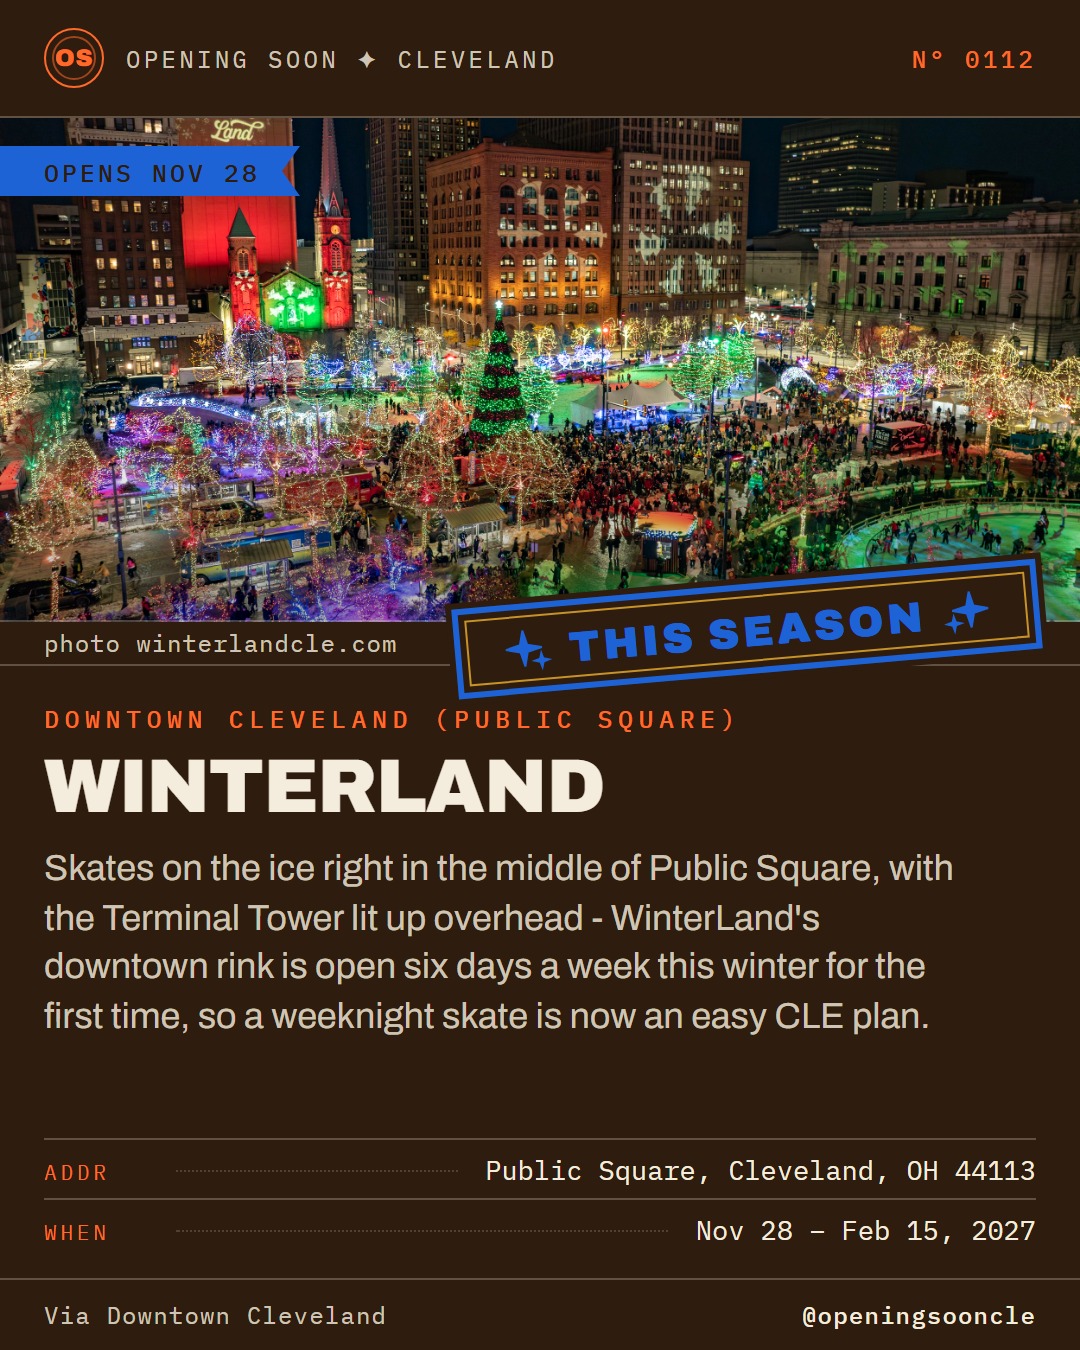 OS OPENING SOON ✦ CLEVELAND N° 0112
Land
OPENS NOV 28
photo winterlandcle.com
THIS SEASON
DOWNTOWN CLEVELAND (PUBLIC SQUARE)
WINTERLAND
Skates on the ice right in the middle of Public Square, with
the Terminal Tower lit up overhead - WinterLand's
downtown rink is open six days a week this winter for the
first time, so a weeknight skate is now an easy CLE plan.
ADDR Public Square, Cleveland, OH 44113
WHEN Nov 28 – Feb 15, 2027
Via Downtown Cleveland @openingsooncle